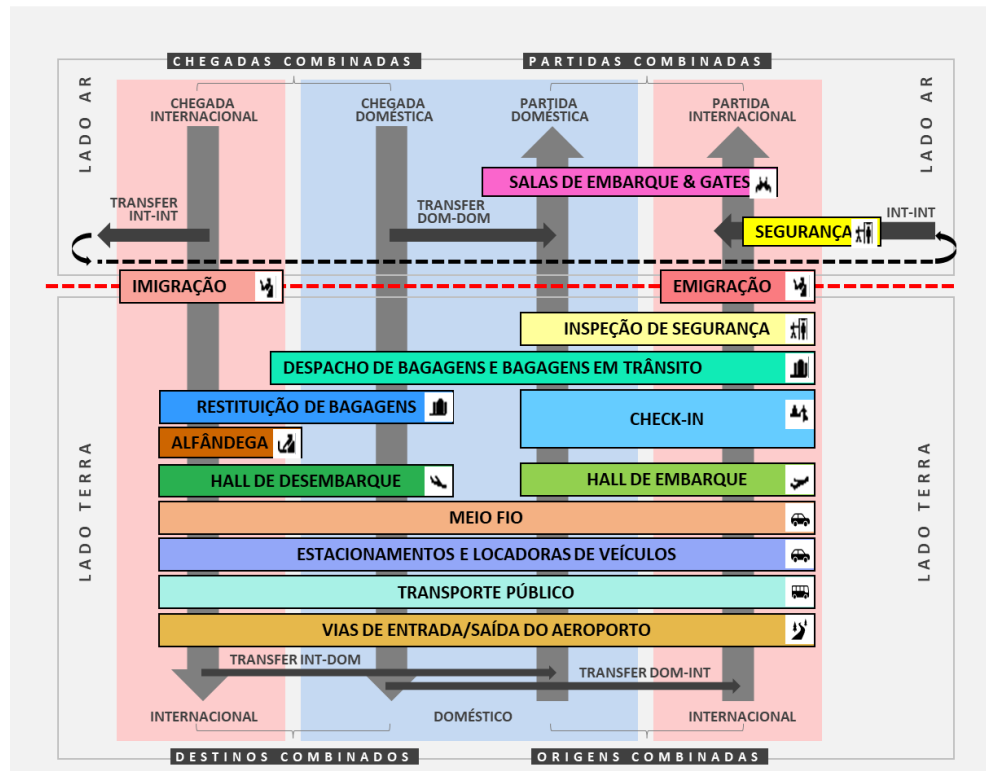 CHEGADAS COMBINADAS
PARTIDAS COMBINADAS
LADO AR
LADO AR
CHEGADA
INTERNACIONAL
CHEGADA
DOMÉSTICA
PARTIDA
DOMÉSTICA
PARTIDA
INTERNACIONAL
SALAS DE EMBARQUE & GATES
TRANSFER
INT-INT
TRANSFER
DOM-DOM
INT-INT
SEGURANÇA
IMIGRAÇÃO
EMIGRAÇÃO
INSPEÇÃO DE SEGURANÇA
DESPACHO DE BAGAGENS E BAGAGENS EM TRÂNSITO
RESTITUIÇÃO DE BAGAGENS
CHECK-IN
ALFÂNDEGA
HALL DE DESEMBARQUE
HALL DE EMBARQUE
LADO TERRA
LADO TERRA
MEIO FIO
ESTACIONAMENTOS E LOCADORAS DE VEÍCULOS
TRANSPORTE PÚBLICO
VIAS DE ENTRADA/SAÍDA DO AEROPORTO
TRANSFER INT-DOM
TRANSFER DOM-INT
INTERNACIONAL
DOMÉSTICO
INTERNACIONAL
DESTINOS COMBINADOS
ORIGENS COMBINADAS